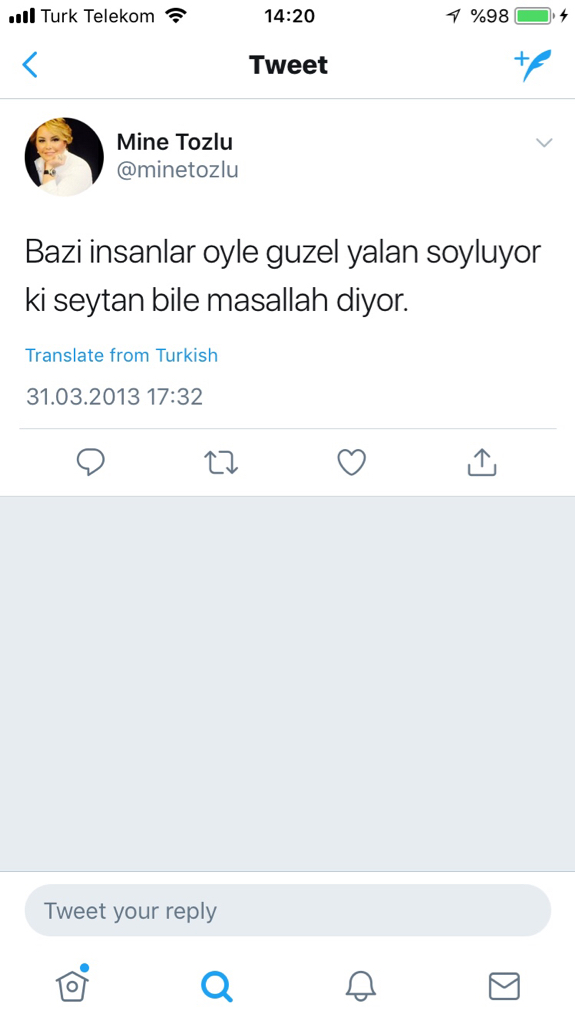 Turk Telekom 14:20 %98
Tweet
Mine Tozlu
@minetozlu
Bazi insanlar oyle guzel yalan soyluyor
ki seytan bile masallah diyor.
Translate from Turkish
31.03.2013 17:32
Tweet your reply